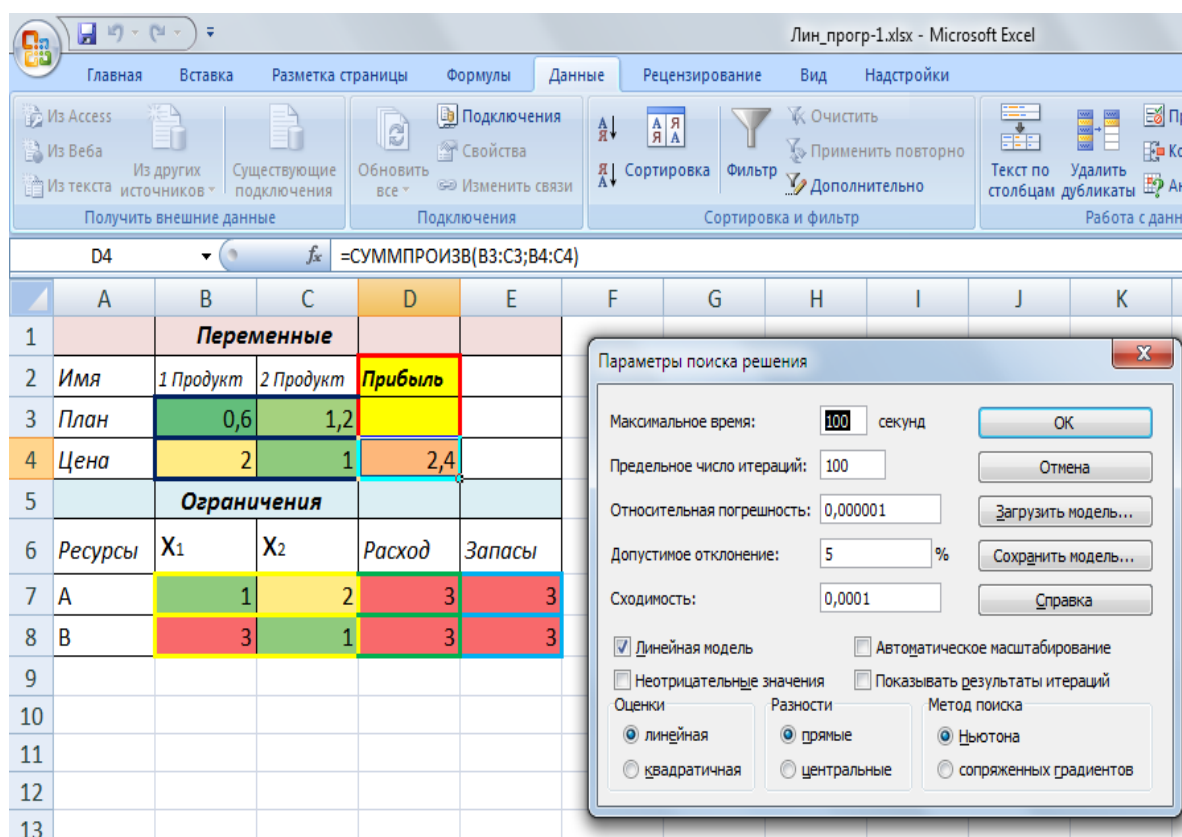 Лин_прогр-1.xlsx - Microsoft Excel
Главная Вставка Разметка страницы Формулы Данные Рецензирование Вид Надстройки
Из Access
Из Веба
Из текста
Из других источников
Существующие подключения
Получить внешние данные
Обновить все
Подключения
Свойства
Изменить связи
Подключения
Сортировка
Фильтр
Очистить
Применить повторно
Дополнительно
Сортировка и фильтр
Текст по столбцам
Удалить дубликаты
Работа с
D4 fx =СУММПРОИЗВ(B3:C3;B4:C4)
A B C D E F G H I J K
1 Переменные
2 Имя 1 Продукт 2 Продукт Прибыль
3 План 0,6 1,2
4 Цена 2 1 2,4
5 Ограничения
6 Ресурсы X1 X2 Расход Запасы
7 A 1 2 3 3
8 B 3 1 3 3
9
10
11
12
13
Параметры поиска решения
Максимальное время: 100 секунд ОК
Предельное число итераций: 100 Отмена
Относительная погрешность: 0,000001 Загрузить модель...
Допустимое отклонение: 5 % Сохранить модель...
Сходимость: 0,0001 Справка
Линейная модель Автоматическое масштабирование
Неотрицательные значения Показывать результаты итераций
Оценки Разности Метод поиска
линейная прямые Ньютона
квадратичная центральные сопряженных градиентов